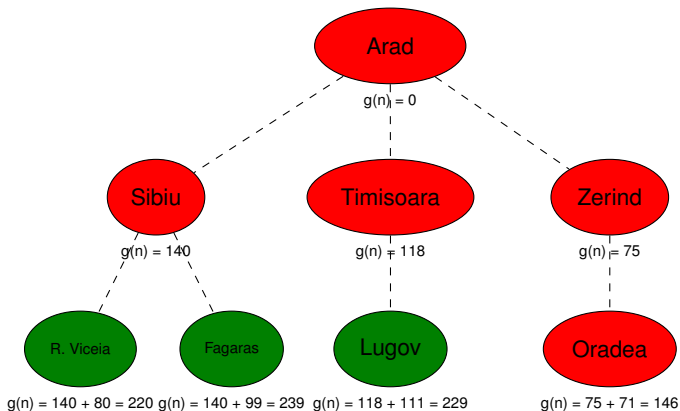 Arad
g(n) = 0
Sibiu
Timisoara
Zerind
g(n) = 140
g(n) = 118
g(n) = 75
R. Viceia
Fagaras
Lugov
Oradea
g(n) = 140 + 80 = 220
g(n) = 140 + 99 = 239
g(n) = 118 + 111 = 229
g(n) = 75 + 71 = 146